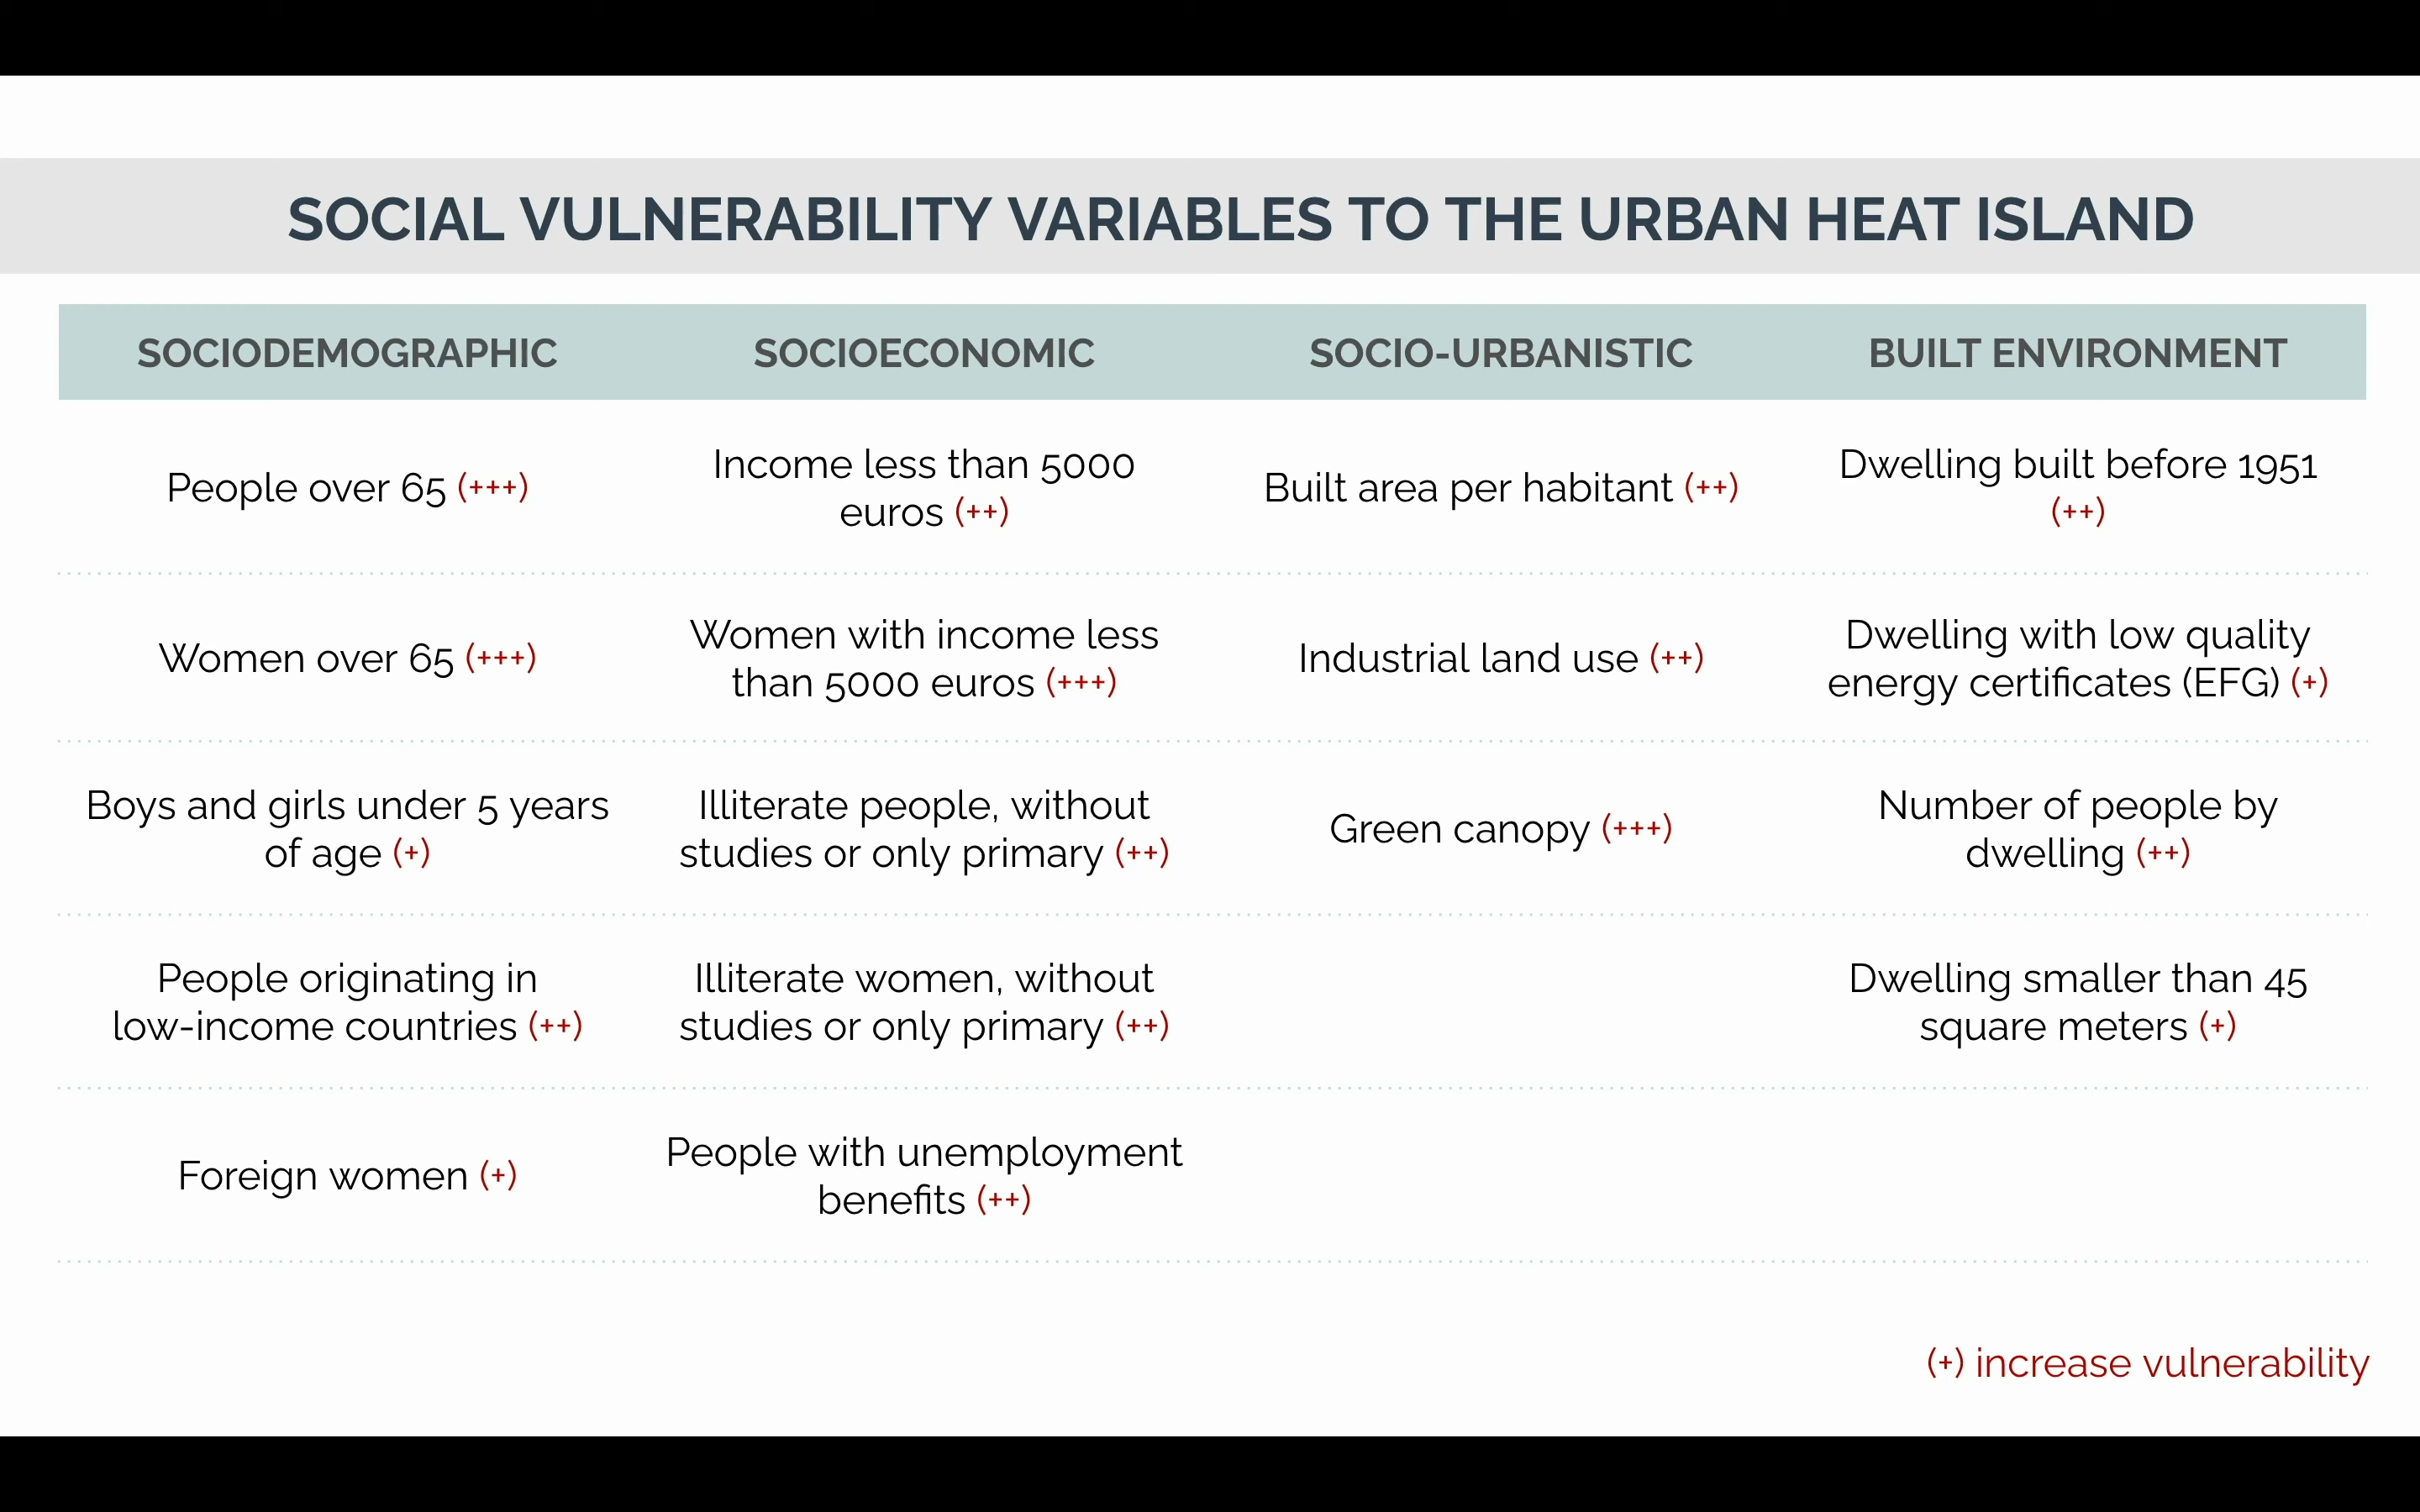 SOCIAL VULNERABILITY VARIABLES TO THE URBAN HEAT ISLAND
SOCIODEMOGRAPHIC SOCIOECONOMIC SOCIO-URBANISTIC BUILT ENVIRONMENT
People over 65 (+++)
Income less than 5000
euros (++)
Built area per habitant (++)
Dwelling built before 1951
(++)
Women over 65 (+++)
Women with income less
than 5000 euros (+++)
Industrial land use (++)
Dwelling with low quality
energy certificates (EFG) (+)
Boys and girls under 5 years
of age (+)
Illiterate people, without
studies or only primary (++)
Green canopy (+++)
Number of people by
dwelling (++)
People originating in
low-income countries (++)
Illiterate women, without
studies or only primary (++)
Dwelling smaller than 45
square meters (+)
Foreign women (+)
People with unemployment
benefits (++)
(+) increase vulnerability